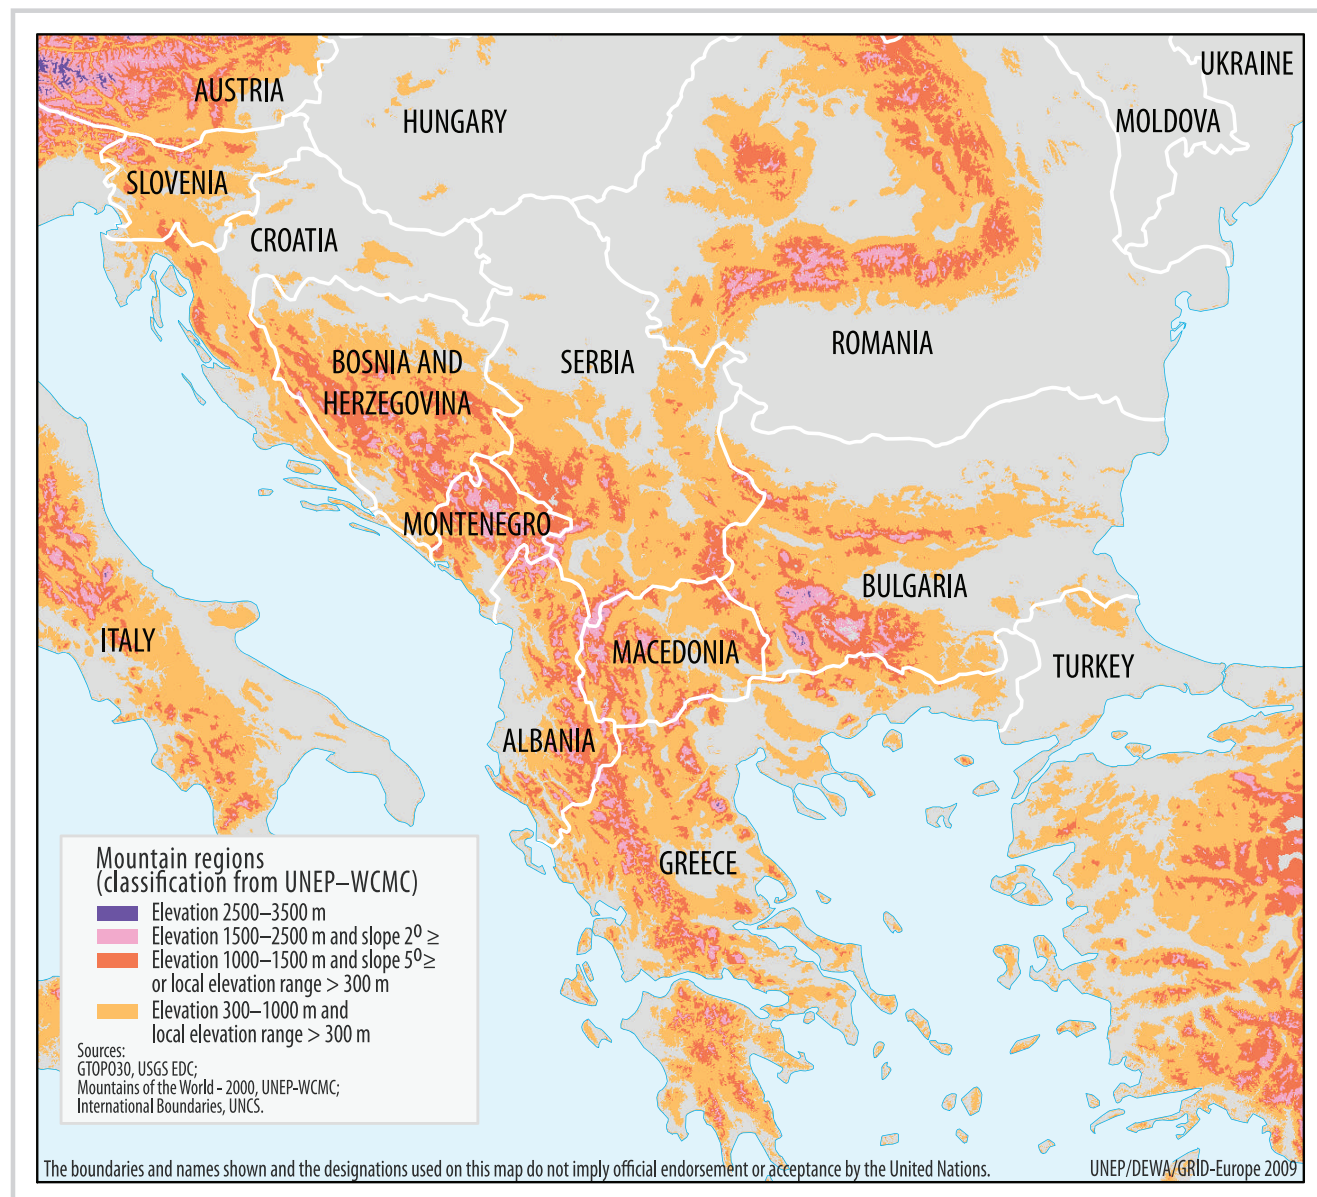 UKRAINE
AUSTRIA
HUNGARY
MOLDOVA
SLOVENIA
CROATIA
ROMANIA
BOSNIA AND
HERZEGOVINA
SERBIA
MONTENEGRO
BULGARIA
ITALY
MACEDONIA
TURKEY
ALBANIA
GREECE
Mountain regions
(classification from UNEP–WCMC)
Elevation 2500–3500 m
Elevation 1500–2500 m and slope 2⁰ ≥
Elevation 1000–1500 m and slope 5⁰ ≥
or local elevation range > 300 m
Elevation 300–1000 m and
local elevation range > 300 m
Sources:
GTOPO30, USGS EDC;
Mountains of the World - 2000, UNEP-WCMC;
International Boundaries, UNCS.
The boundaries and names shown and the designations used on this map do not imply official endorsement or acceptance by the United Nations.
UNEP/DEWA/GRID-Europe 2009